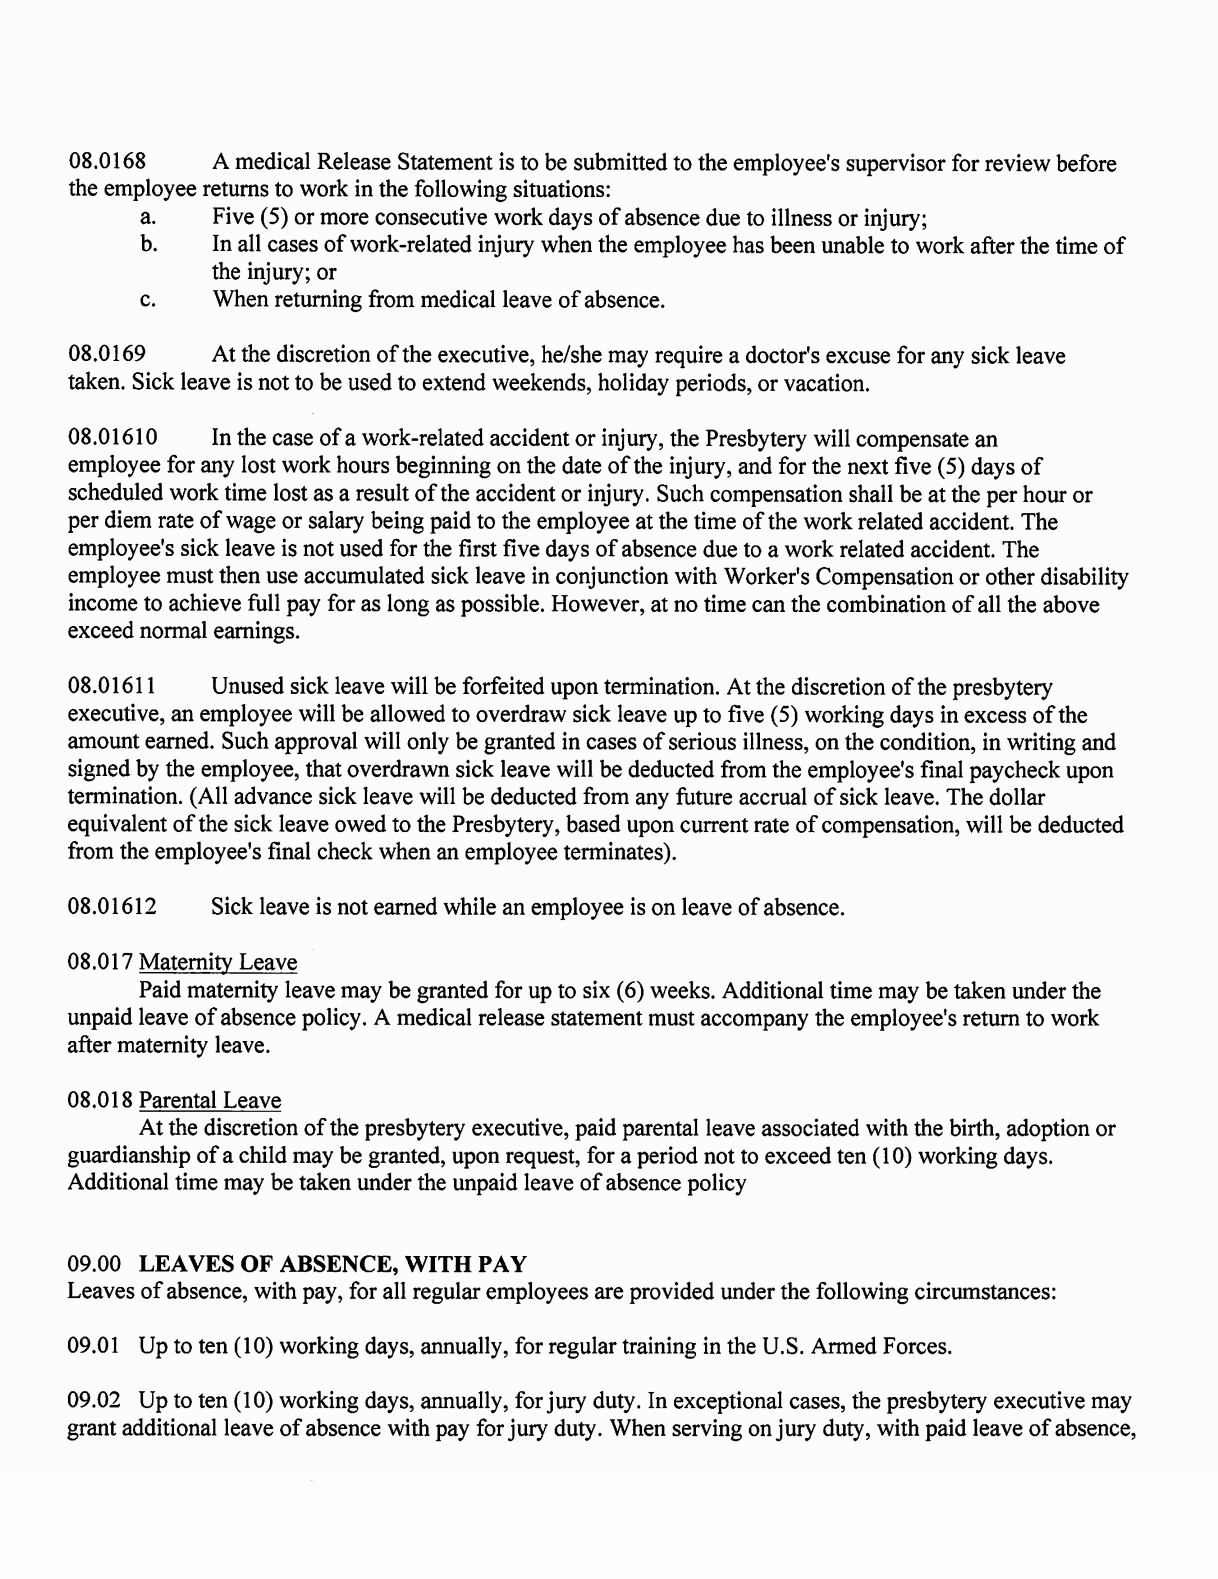 08.0168 A medical Release Statement is to be submitted to the employee's supervisor for review before
the employee returns to work in the following situations:
a. Five (5) or more consecutive work days of absence due to illness or injury;
b. In all cases of work-related injury when the employee has been unable to work after the time of
the injury; or
c. When returning from medical leave of absence.
08.0169 At the discretion of the executive, he/she may require a doctor's excuse for any sick leave
taken. Sick leave is not to be used to extend weekends, holiday periods, or vacation.
08.01610 In the case of a work-related accident or injury, the Presbytery will compensate an
employee for any lost work hours beginning on the date of the injury, and for the next five (5) days of
scheduled work time lost as a result of the accident or injury. Such compensation shall be at the per hour or
per diem rate of wage or salary being paid to the employee at the time of the work related accident. The
employee's sick leave is not used for the first five days of absence due to a work related accident. The
employee must then use accumulated sick leave in conjunction with Worker's Compensation or other disability
income to achieve full pay for as long as possible. However, at no time can the combination of all the above
exceed normal earnings.
08.01611 Unused sick leave will be forfeited upon termination. At the discretion of the presbytery
executive, an employee will be allowed to overdraw sick leave up to five (5) working days in excess of the
amount earned. Such approval will only be granted in cases of serious illness, on the condition, in writing and
signed by the employee, that overdrawn sick leave will be deducted from the employee's final paycheck upon
termination. (All advance sick leave will be deducted from any future accrual of sick leave. The dollar
equivalent of the sick leave owed to the Presbytery, based upon current rate of compensation, will be deducted
from the employee's final check when an employee terminates).
08.01612 Sick leave is not earned while an employee is on leave of absence.
08.017 Maternity Leave
Paid maternity leave may be granted for up to six (6) weeks. Additional time may be taken under the
unpaid leave of absence policy. A medical release statement must accompany the employee's return to work
after maternity leave.
08.018 Parental Leave
At the discretion of the presbytery executive, paid parental leave associated with the birth, adoption or
guardianship of a child may be granted, upon request, for a period not to exceed ten (10) working days.
Additional time may be taken under the unpaid leave of absence policy
09.00 LEAVES OF ABSENCE, WITH PAY
Leaves of absence, with pay, for all regular employees are provided under the following circumstances:
09.01 Up to ten (10) working days, annually, for regular training in the U.S. Armed Forces.
09.02 Up to ten (10) working days, annually, for jury duty. In exceptional cases, the presbytery executive may
grant additional leave of absence with pay for jury duty. When serving on jury duty, with paid leave of absence,